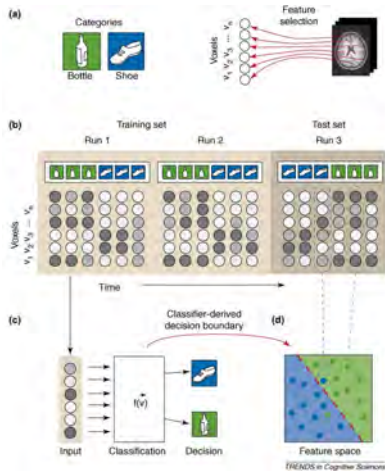 (a)
Categories
Bottle
Shoe
Feature
selection
Voxels
v₁ v₂ v₃ ... vₙ
(b)
Training set
Test set
Run 1
Run 2
Run 3
Voxels
v₁ v₂ v₃ ... vₙ
Time
(c)
Classifier-derived
decision boundary
(d)
f(v)
Input
Classification
Decision
Feature space
TRENDS in Cognitive Sciences